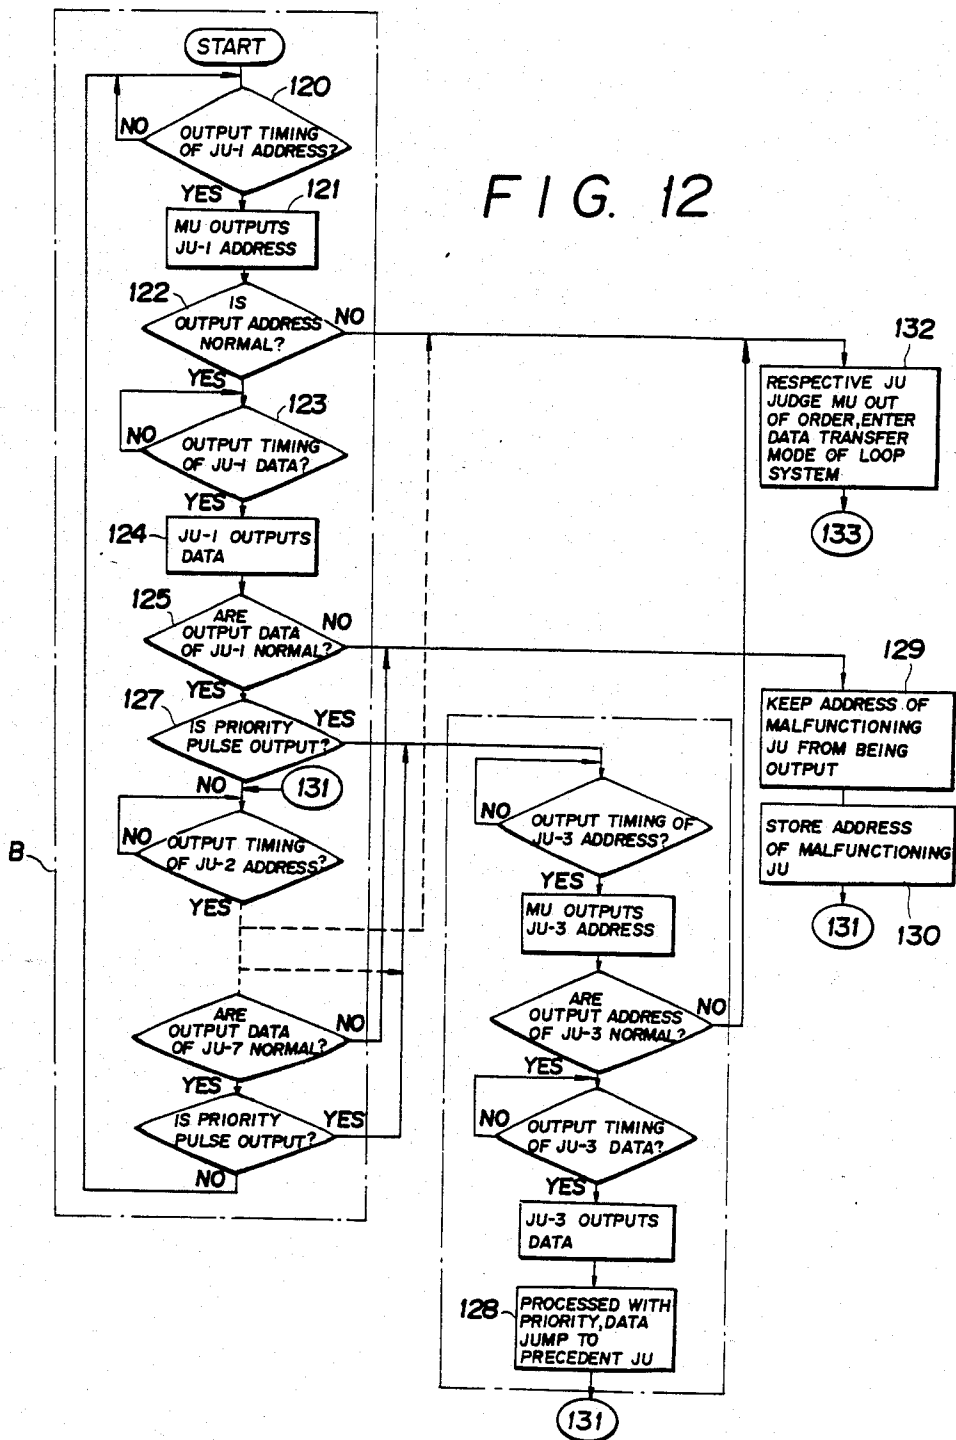 FIG. 12
START
120
NO
OUTPUT TIMING
OF JU-1 ADDRESS?
YES
121
MU OUTPUTS
JU-1 ADDRESS
122
IS
OUTPUT ADDRESS
NORMAL?
NO
YES
123
NO
OUTPUT TIMING
OF JU-1 DATA?
YES
124
JU-1 OUTPUTS
DATA
125
ARE
OUTPUT DATA
OF JU-1 NORMAL?
NO
YES
127
IS PRIORITY
PULSE OUTPUT?
YES
NO
131
NO
OUTPUT TIMING
OF JU-2 ADDRESS?
YES
B
ARE
OUTPUT DATA
OF JU-7 NORMAL?
NO
YES
IS PRIORITY
PULSE OUTPUT?
YES
NO
NO
OUTPUT TIMING OF
JU-3 ADDRESS?
YES
MU OUTPUTS
JU-3 ADDRESS
ARE
OUTPUT ADDRESS
OF JU-3 NORMAL?
NO
YES
NO
OUTPUT TIMING
OF JU-3 DATA?
YES
JU-3 OUTPUTS
DATA
128
PROCESSED WITH
PRIORITY, DATA
JUMP TO
PRECEDENT JU
131
132
RESPECTIVE JU
JUDGE MU OUT
OF ORDER, ENTER
DATA TRANSFER
MODE OF LOOP
SYSTEM
133
129
KEEP ADDRESS OF
MALFUNCTIONING
JU FROM BEING
OUTPUT
STORE ADDRESS
OF MALFUNCTIONING
JU
131
130